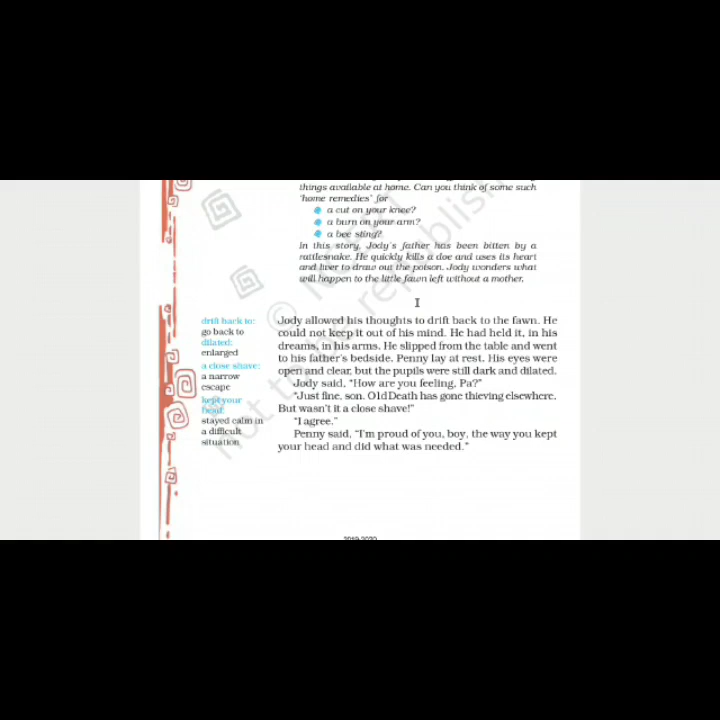 things available at home. Can you think of some such
'home remedies' for
a cut on your knee?
a burn on your arm?
a bee sting?
In this story, Jody's father has been bitten by a
rattlesnake. He quickly kills a doe and uses its heart
and liver to draw out the poison. Jody wonders what
will happen to the little fawn left without a mother.
I
drift back to:
go back to
dilated:
enlarged
a close shave:
a narrow
escape
kept your
head:
stayed calm in
a difficult
situation
Jody allowed his thoughts to drift back to the fawn. He
could not keep it out of his mind. He had held it, in his
dreams, in his arms. He slipped from the table and went
to his father's bedside. Penny lay at rest. His eyes were
open and clear, but the pupils were still dark and dilated.
Jody said, "How are you feeling, Pa?"
"Just fine, son. Old Death has gone thieving elsewhere.
But wasn't it a close shave!"
"I agree."
Penny said, "I'm proud of you, boy, the way you kept
your head and did what was needed."
2019-2020
not to be republished